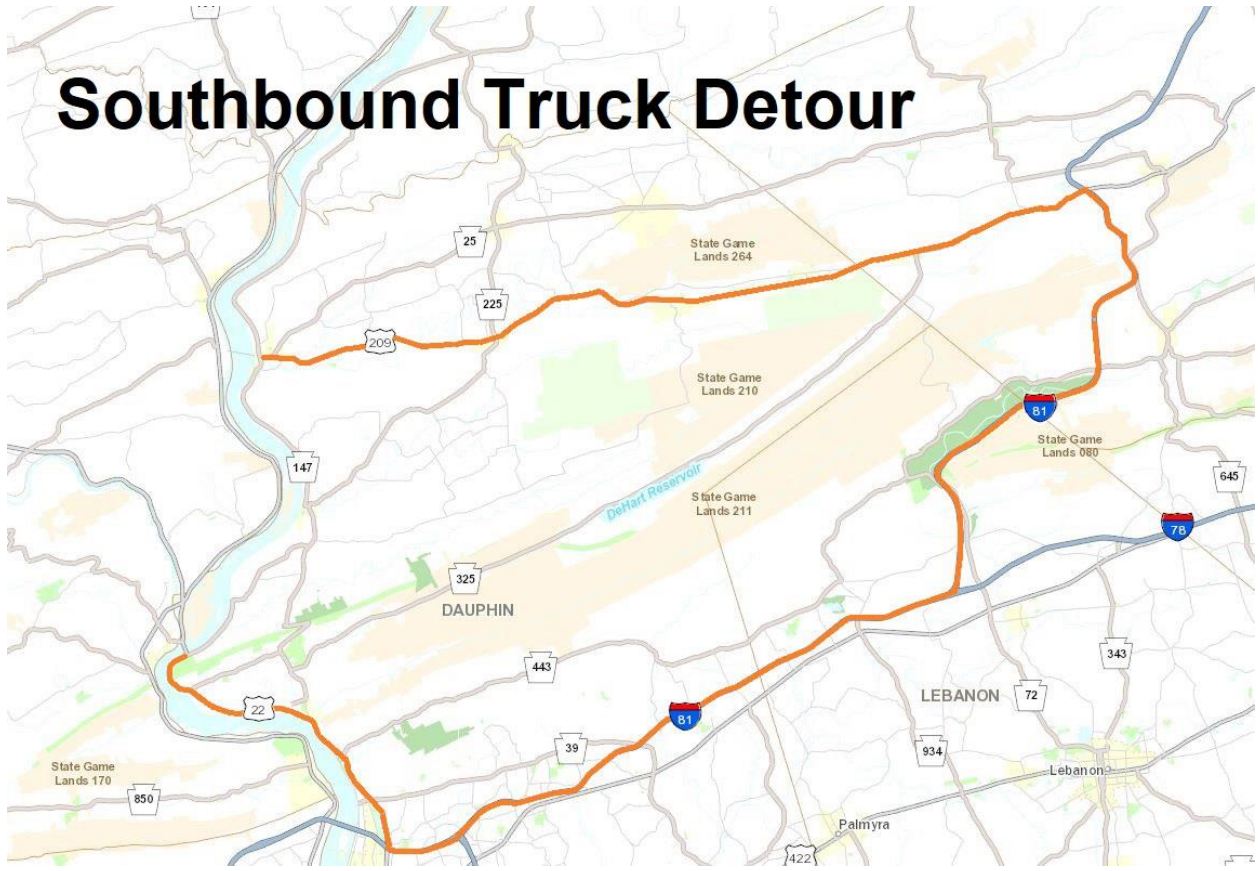 Southbound Truck Detour
25
State Game
Lands 264
225
209
State Game
Lands 210
81
State Game
Lands 080
147
645
DeHart Reservoir
State Game
Lands 211
78
325
DAUPHIN
443
343
LEBANON
72
22
81
39
934
State Game
Lands 170
850
Lebanon
Palmyra
422